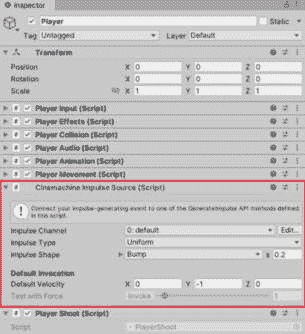 Inspector
Player
Static
Tag Untagged Layer Default
Transform
Position X 0 Y 0 Z 0
Rotation X 0 Y 0 Z 0
Scale X 1 Y 1 Z 1
Player Input (Script)
Player Effects (Script)
Player Collision (Script)
Player Audio (Script)
Player Animation (Script)
Player Movement (Script)
Cinemachine Impulse Source (Script)
Connect your impulse-generating event to one of the GenerateImpulse API methods defined
in this script.
Impulse Channel 0: default Edit...
Impulse Type Uniform
Impulse Shape Bump s 0.2
Default Invocation
Default Velocity X 0 Y -1 Z 0
Test with Force Invoke 1
Player Shoot (Script)
Script PlayerShoot